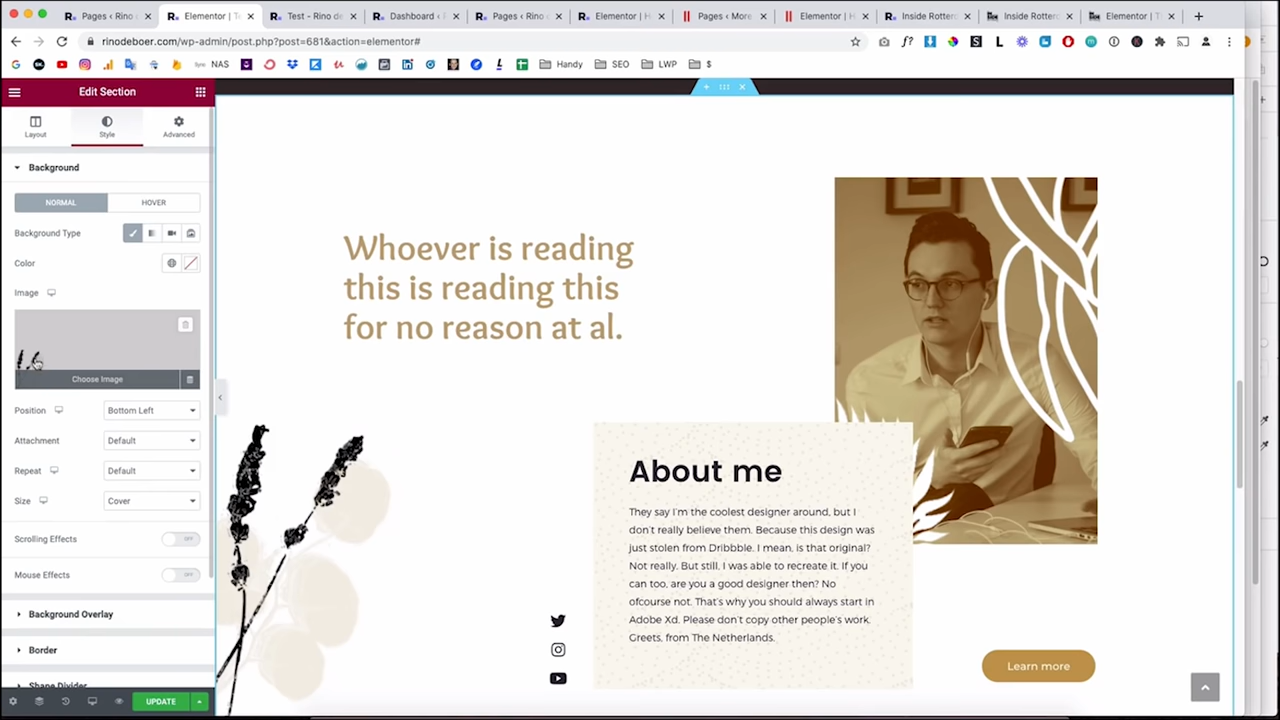 Pages ‹ Rino d
Elementor | T
Test – Rino de
Dashboard ‹
Pages ‹ Rino
Elementor | H
Pages ‹ More
Elementor | H
Inside Rotter
Inside Rotter
Elementor | T
rinodeboer.com/wp-admin/post.php?post=681&action=elementor#
NAS
Handy
SEO
LWP
$
Edit Section
Layout
Style
Advanced
Background
NORMAL
HOVER
Background Type
Color
Image
Choose Image
Position
Bottom Left
Attachment
Default
Repeat
Default
Size
Cover
Scrolling Effects
OFF
Mouse Effects
OFF
Background Overlay
Border
Shape Divider
UPDATE
Whoever is reading
this is reading this
for no reason at al.
About me
They say I'm the coolest designer around, but I
don't really believe them. Because this design was
just stolen from Dribbble. I mean, is that original?
Not really. But still, I was able to recreate it. If you
can too, are you a good designer then? No
ofcourse not. That's why you should always start in
Adobe Xd. Please don't copy other people's work.
Greets, from The Netherlands.
Learn more